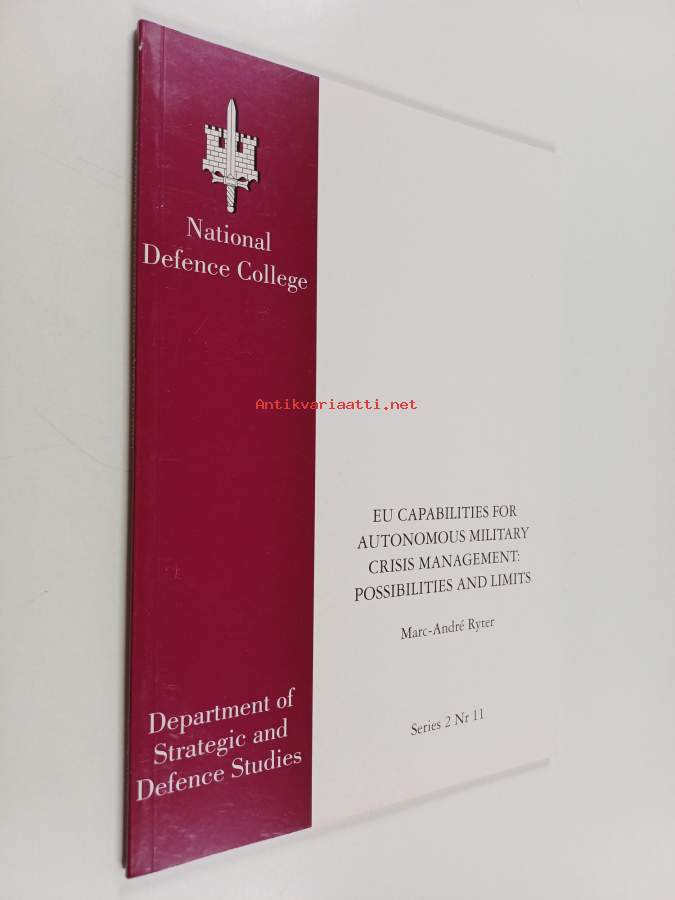 National
Defence College
Antikvariaatti.net
EU CAPABILITIES FOR
AUTONOMOUS MILITARY
CRISIS MANAGEMENT:
POSSIBILITIES AND LIMITS
Marc-André Ryter
Series 2 Nr 11
Department of
Strategic and
Defence Studies